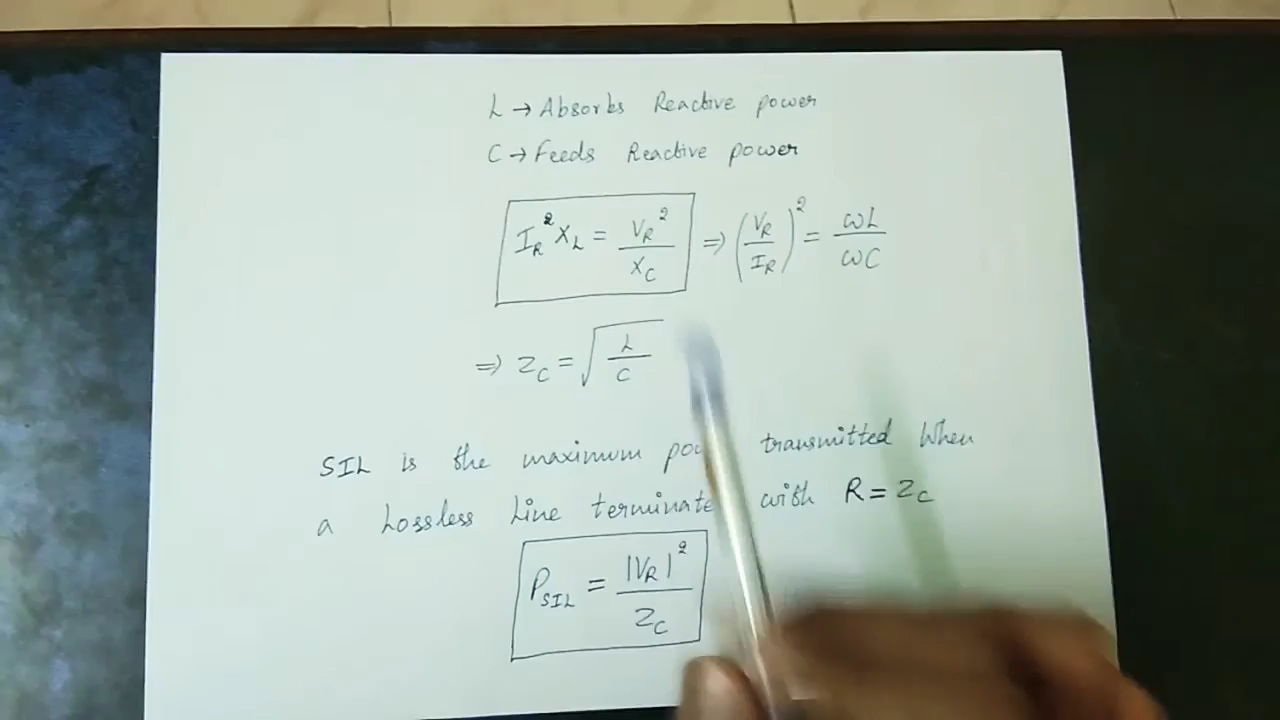 L → Absorbs Reactive power
C → Feeds Reactive power
I_R² X_L = V_R² / X_C ⇒ (V_R / I_R)² = ωL / ωC
⇒ Z_C = √(L / C)
SIL is the maximum transmitted When
a Lossless Line with R = Z_C
P_SIL = |V_R|² / Z_C